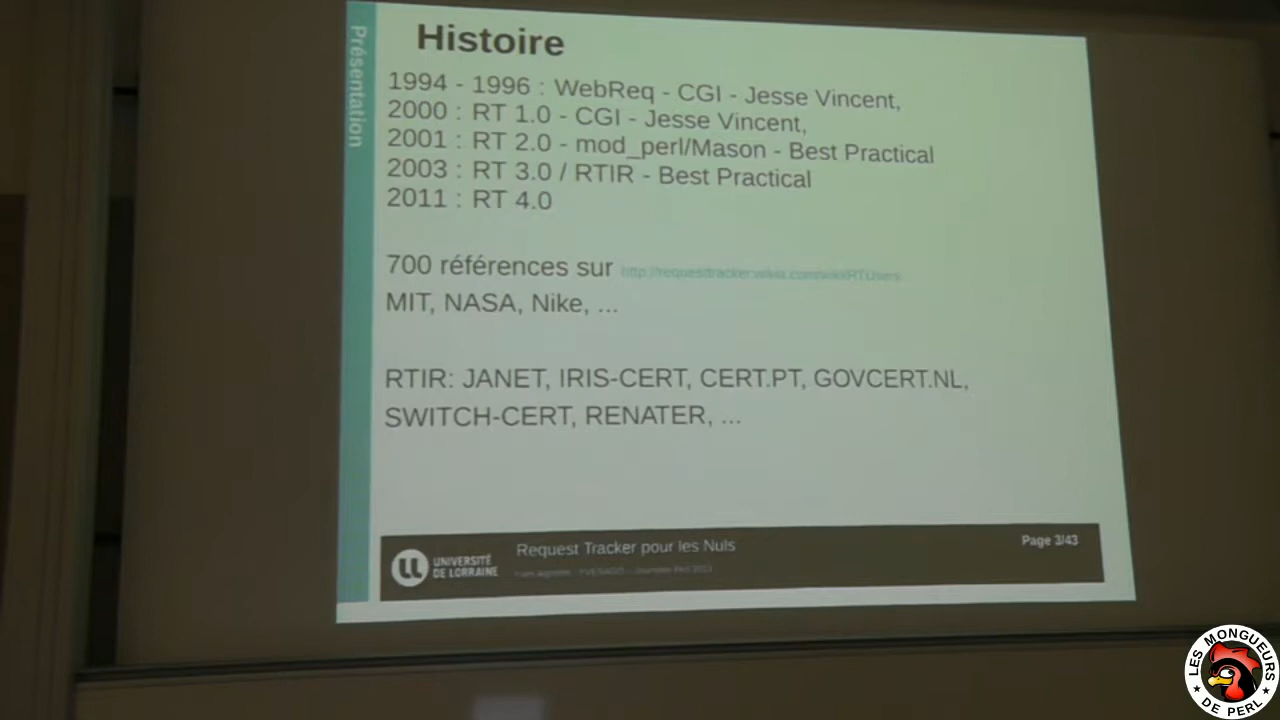 Présentation
Histoire
1994 - 1996 : WebReq - CGI - Jesse Vincent,
2000 : RT 1.0 - CGI - Jesse Vincent,
2001 : RT 2.0 - mod_perl/Mason - Best Practical
2003 : RT 3.0 / RTIR - Best Practical
2011 : RT 4.0
700 références sur http://requesttracker.wikia.com/wiki/RTUsers
MIT, NASA, Nike, ...
RTIR: JANET, IRIS-CERT, CERT.PT, GOVCERT.NL,
SWITCH-CERT, RENATER, ...
UNIVERSITÉ
DE LORRAINE
Request Tracker pour les Nuls
Page 3/43
LES MONGUEURS
DE PERL